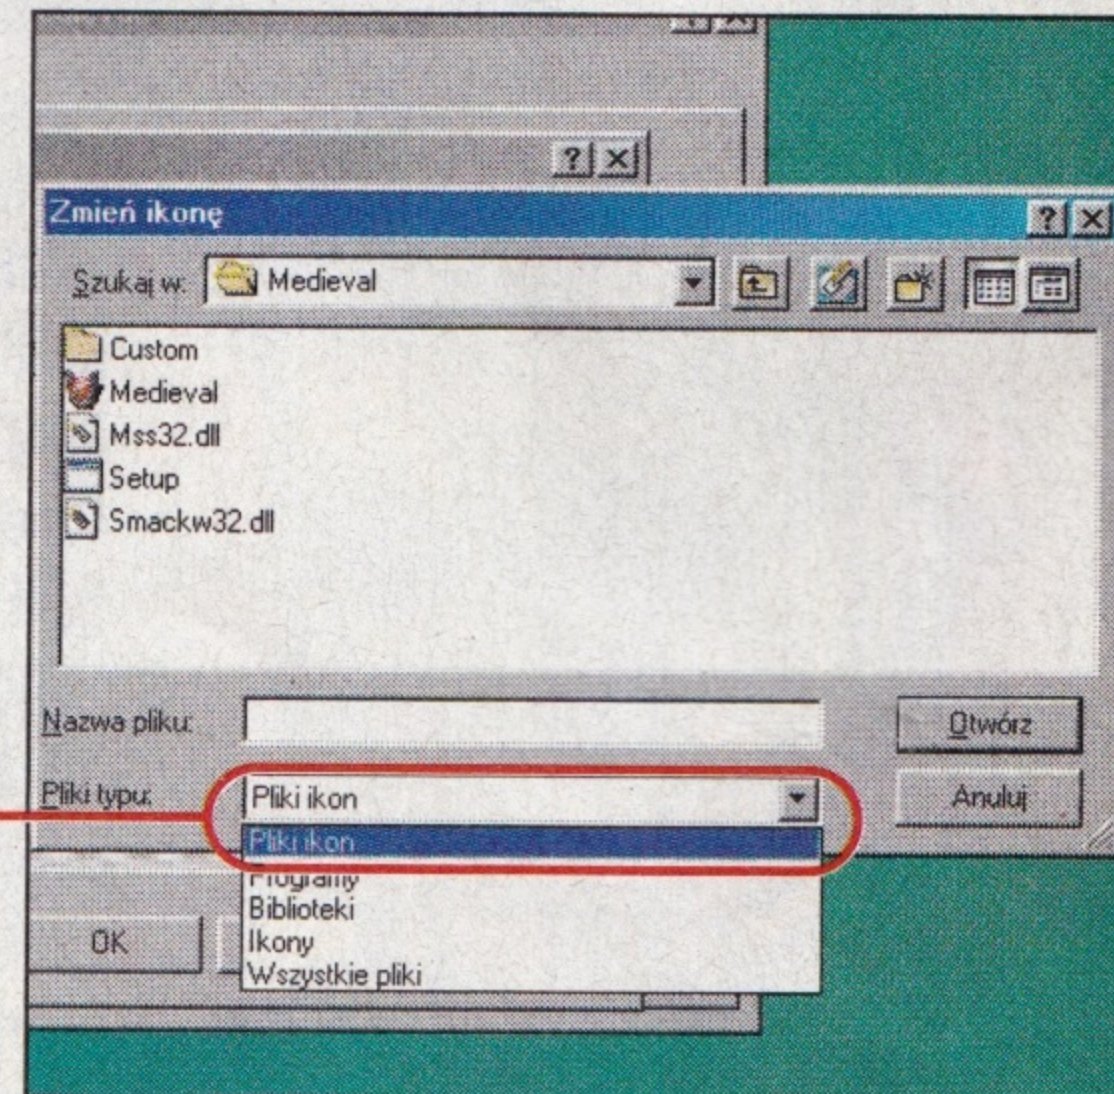 Zmień ikonę
Szukaj w: Medieval
Custom
Medieval
Mss32.dll
Setup
Smackw32.dll
Nazwa pliku:
Otwórz
Pliki typu: Pliki ikon
Anuluj
Pliki ikon
Programy
Biblioteki
OK
Ikony
Wszystkie pliki